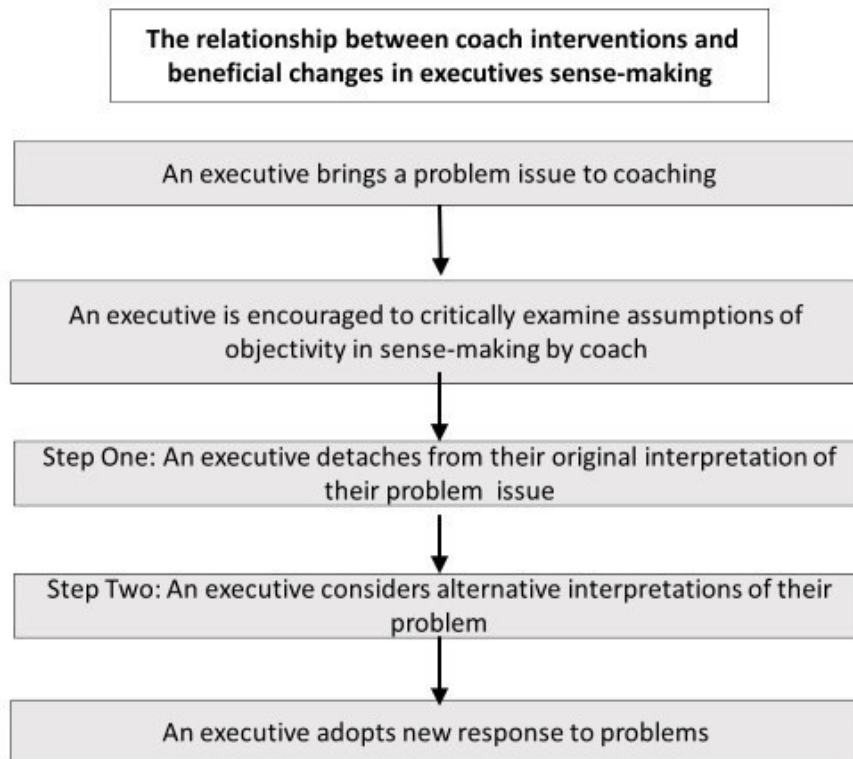 The relationship between coach interventions and
beneficial changes in executives sense-making
An executive brings a problem issue to coaching
An executive is encouraged to critically examine assumptions of
objectivity in sense-making by coach
Step One: An executive detaches from their original interpretation of
their problem issue
Step Two: An executive considers alternative interpretations of their
problem
An executive adopts new response to problems